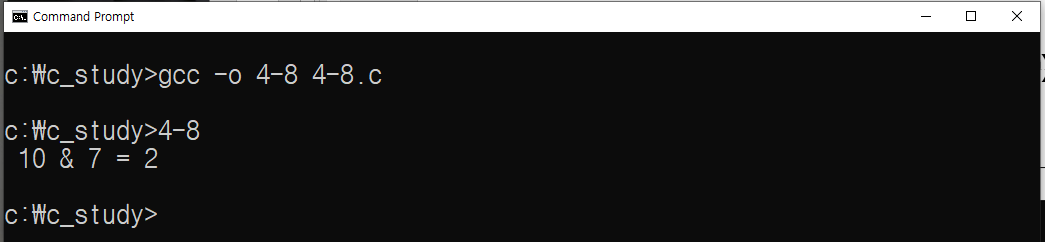 Command Prompt
c:₩c_study>gcc -o 4-8 4-8.c
c:₩c_study>4-8
10 & 7 = 2
c:₩c_study>